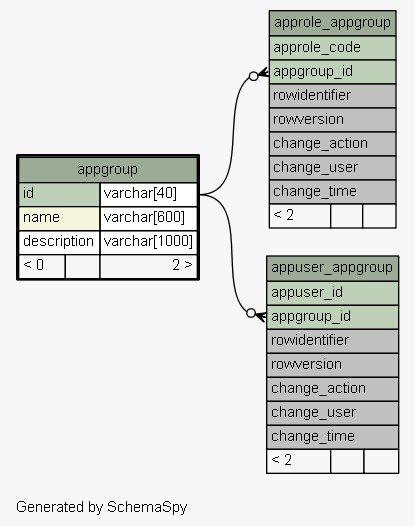 approle_appgroup
approle_code
appgroup_id
rowidentifier
rowversion
change_action
change_user
change_time
< 2
appgroup
id varchar[40]
name varchar[600]
description varchar[1000]
< 0 2 >
appuser_appgroup
appuser_id
appgroup_id
rowidentifier
rowversion
change_action
change_user
change_time
< 2
Generated by SchemaSpy